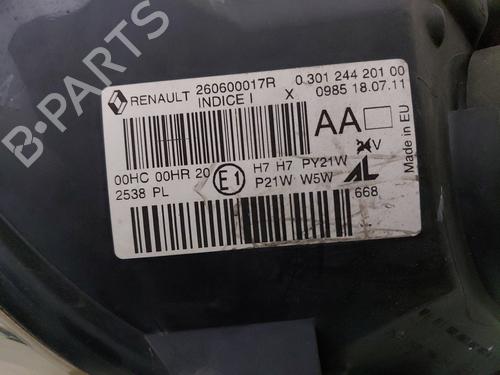 B-PARTS
RENAULT 260600017R 0 301 244 201 00
INDICE I X 0985 18.07.11
AA
V
Made in EU
00HC 00HR 20 E1 H7 H7 PY21W
2538 PL P21W W5W AL
668